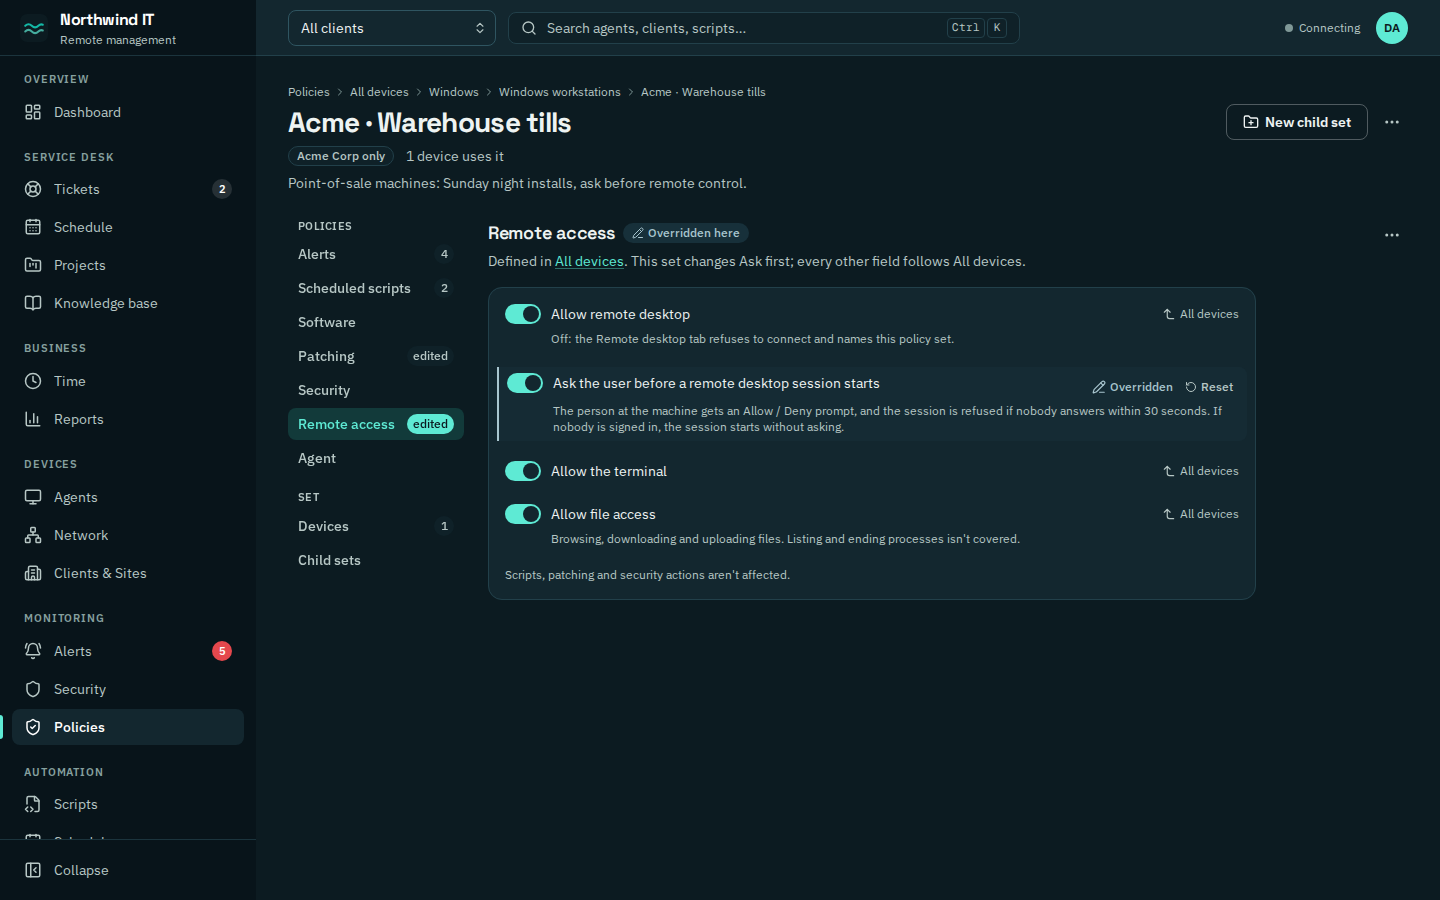 Northwind IT
Remote management
OVERVIEW
Dashboard
SERVICE DESK
Tickets
2
Schedule
Projects
Knowledge base
BUSINESS
Time
Reports
DEVICES
Agents
Network
Clients & Sites
MONITORING
Alerts
5
Security
Policies
AUTOMATION
Scripts
Collapse
All clients
Search agents, clients, scripts...
Ctrl K
Connecting
DA
Policies > All devices > Windows > Windows workstations > Acme · Warehouse tills
Acme · Warehouse tills
New child set
Acme Corp only
1 device uses it
Point-of-sale machines: Sunday night installs, ask before remote control.
POLICIES
Alerts 4
Scheduled scripts 2
Software
Patching edited
Security
Remote access edited
Agent
SET
Devices 1
Child sets
Remote access
Overridden here
Defined in All devices. This set changes Ask first; every other field follows All devices.
Allow remote desktop
All devices
Off: the Remote desktop tab refuses to connect and names this policy set.
Ask the user before a remote desktop session starts
Overridden
Reset
The person at the machine gets an Allow / Deny prompt, and the session is refused if nobody answers within 30 seconds. If
nobody is signed in, the session starts without asking.
Allow the terminal
All devices
Allow file access
All devices
Browsing, downloading and uploading files. Listing and ending processes isn't covered.
Scripts, patching and security actions aren't affected.